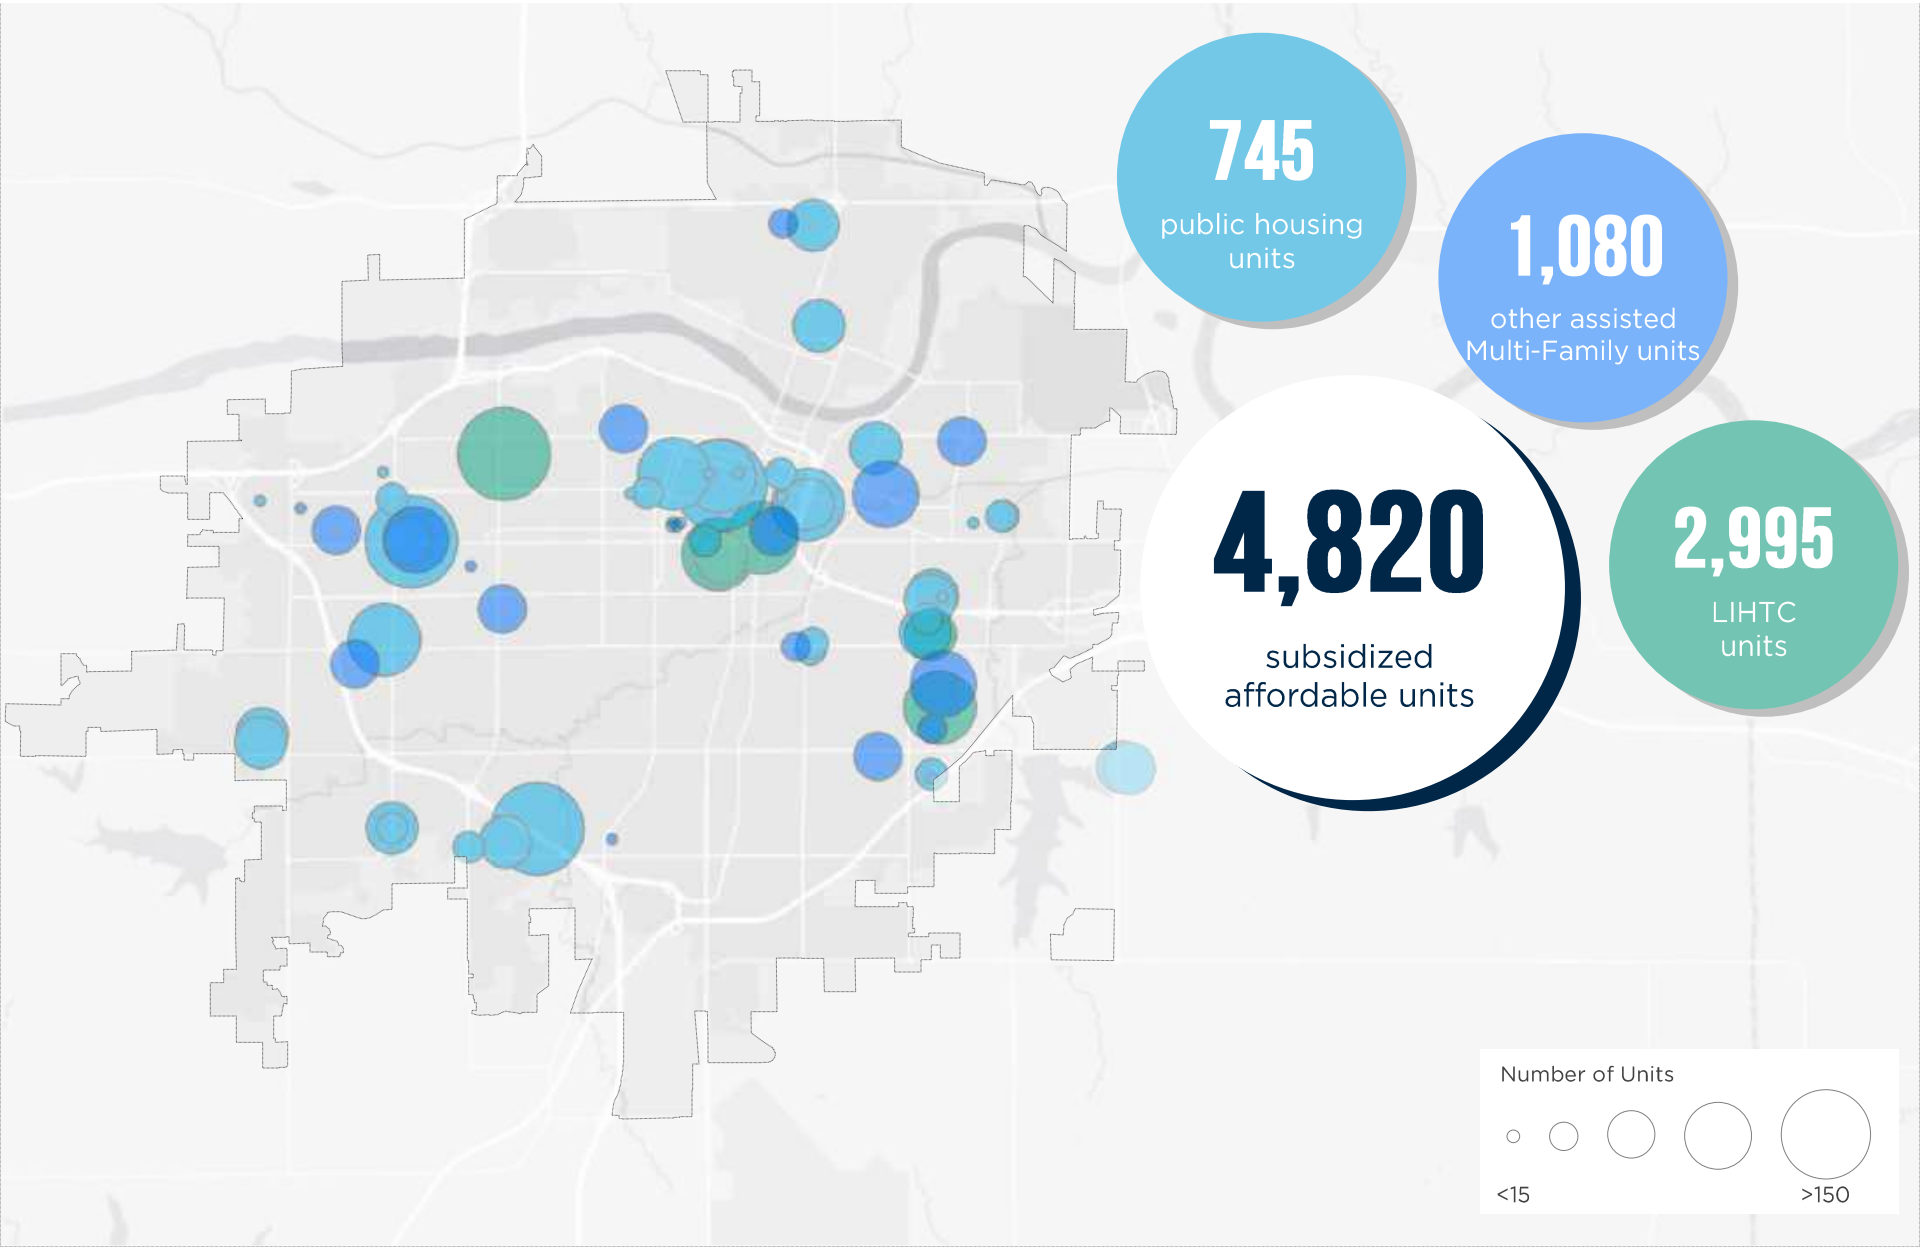 745
public housing
units
1,080
other assisted
Multi-Family units
4,820
subsidized
affordable units
2,995
LIHTC
units
Number of Units
<15
>150